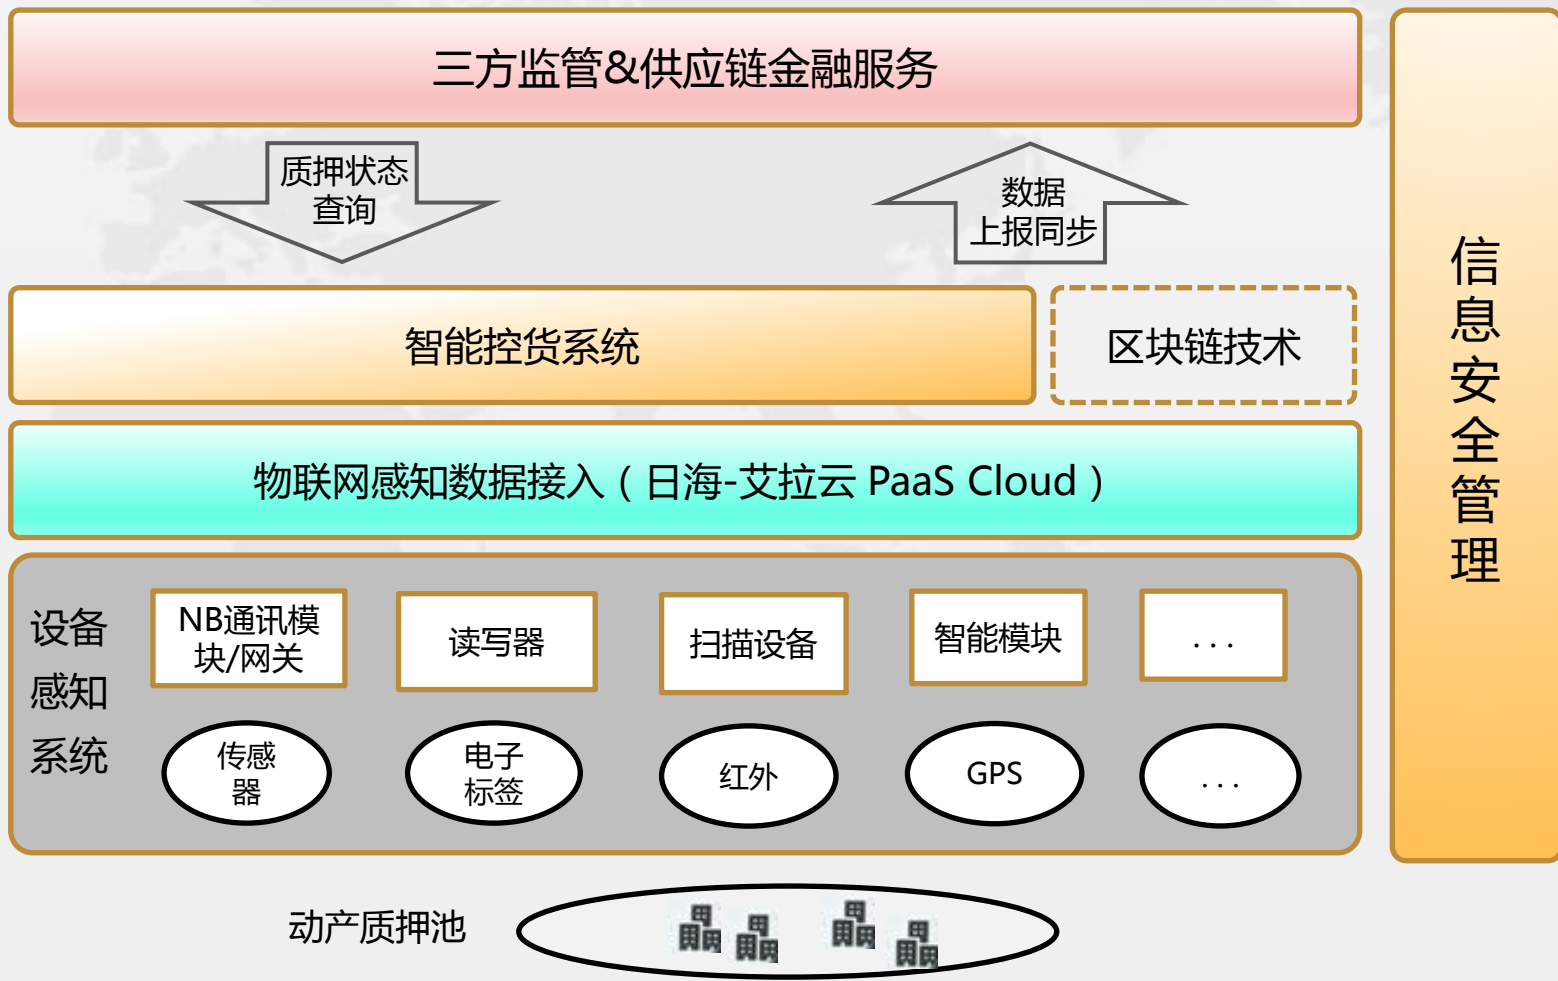 三方监管&供应链金融服务
质押状态
查询
数据
上报同步
智能控货系统
区块链技术
物联网感知数据接入（日海-艾拉云 PaaS Cloud）
设备
感知
系统
NB通讯模
块/网关
读写器
扫描设备
智能模块
...
传感
器
电子
标签
红外
GPS
...
动产质押池
信
息
安
全
管
理